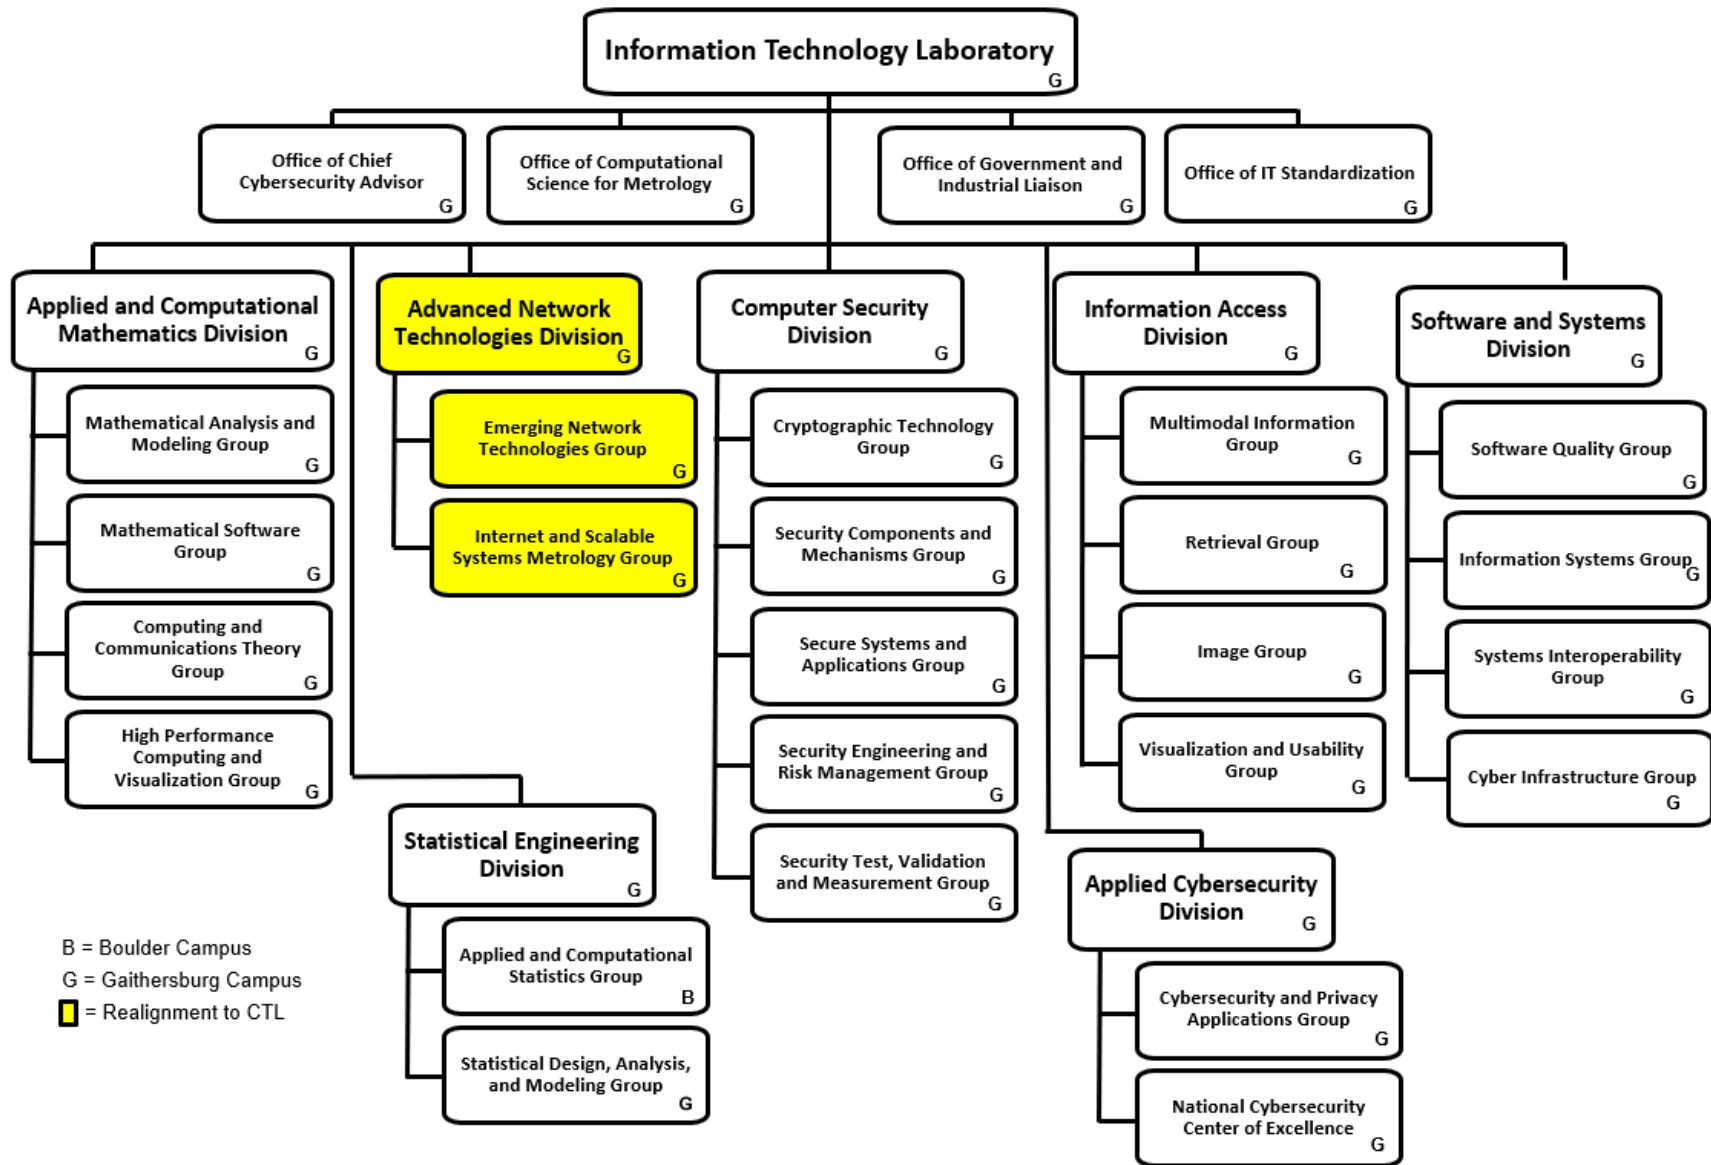 Information Technology Laboratory
G
Office of Chief
Cybersecurity Advisor
G
Office of Computational
Science for Metrology
G
Office of Government and
Industrial Liaison
G
Office of IT Standardization
G
Applied and Computational
Mathematics Division
G
Mathematical Analysis and
Modeling Group
G
Mathematical Software
Group
G
Computing and
Communications Theory
Group
G
High Performance
Computing and
Visualization Group
G
Statistical Engineering
Division
G
Applied and Computational
Statistics Group
B
Statistical Design, Analysis,
and Modeling Group
G
Advanced Network
Technologies Division
G
Emerging Network
Technologies Group
G
Internet and Scalable
Systems Metrology Group
G
Computer Security
Division
G
Cryptographic Technology
Group
G
Security Components and
Mechanisms Group
G
Secure Systems and
Applications Group
G
Security Engineering and
Risk Management Group
G
Security Test, Validation
and Measurement Group
G
Applied Cybersecurity
Division
G
Cybersecurity and Privacy
Applications Group
G
National Cybersecurity
Center of Excellence
G
Information Access
Division
G
Multimodal Information
Group
G
Retrieval Group
G
Image Group
G
Visualization and Usability
Group
G
Software and Systems
Division
G
Software Quality Group
G
Information Systems Group
G
Systems Interoperability
Group
G
Cyber Infrastructure Group
G
B = Boulder Campus
G = Gaithersburg Campus
= Realignment to CTL